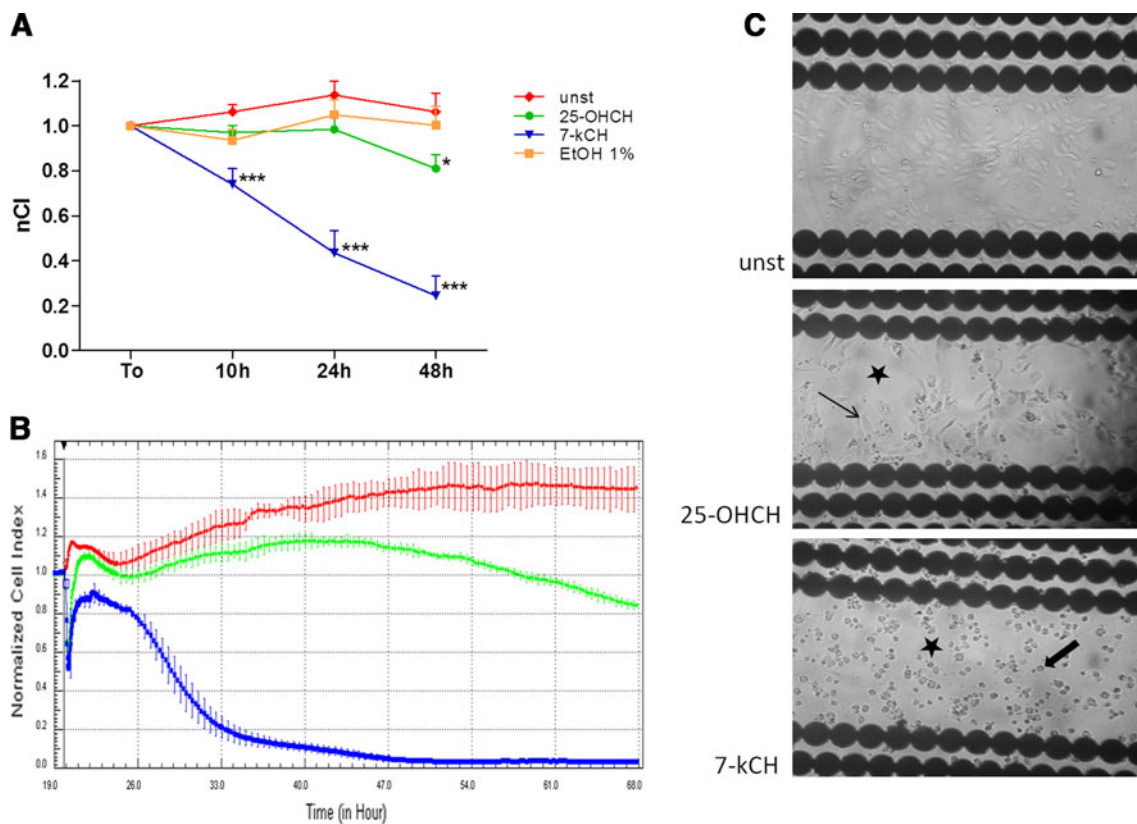 A
1.2
1.0
0.8
0.6
0.4
0.2
0.0
nCI
To 10h 24h 48h
***
***
***
*
unst
25-OHCH
7-kCH
EtOH 1%
B
1.6
1.4
1.2
1.0
0.8
0.6
0.4
0.2
0.0
Normalized Cell Index
19.0 26.0 33.0 40.0 47.0 54.0 61.0 68.0
Time (in Hour)
C
unst
25-OHCH
7-kCH